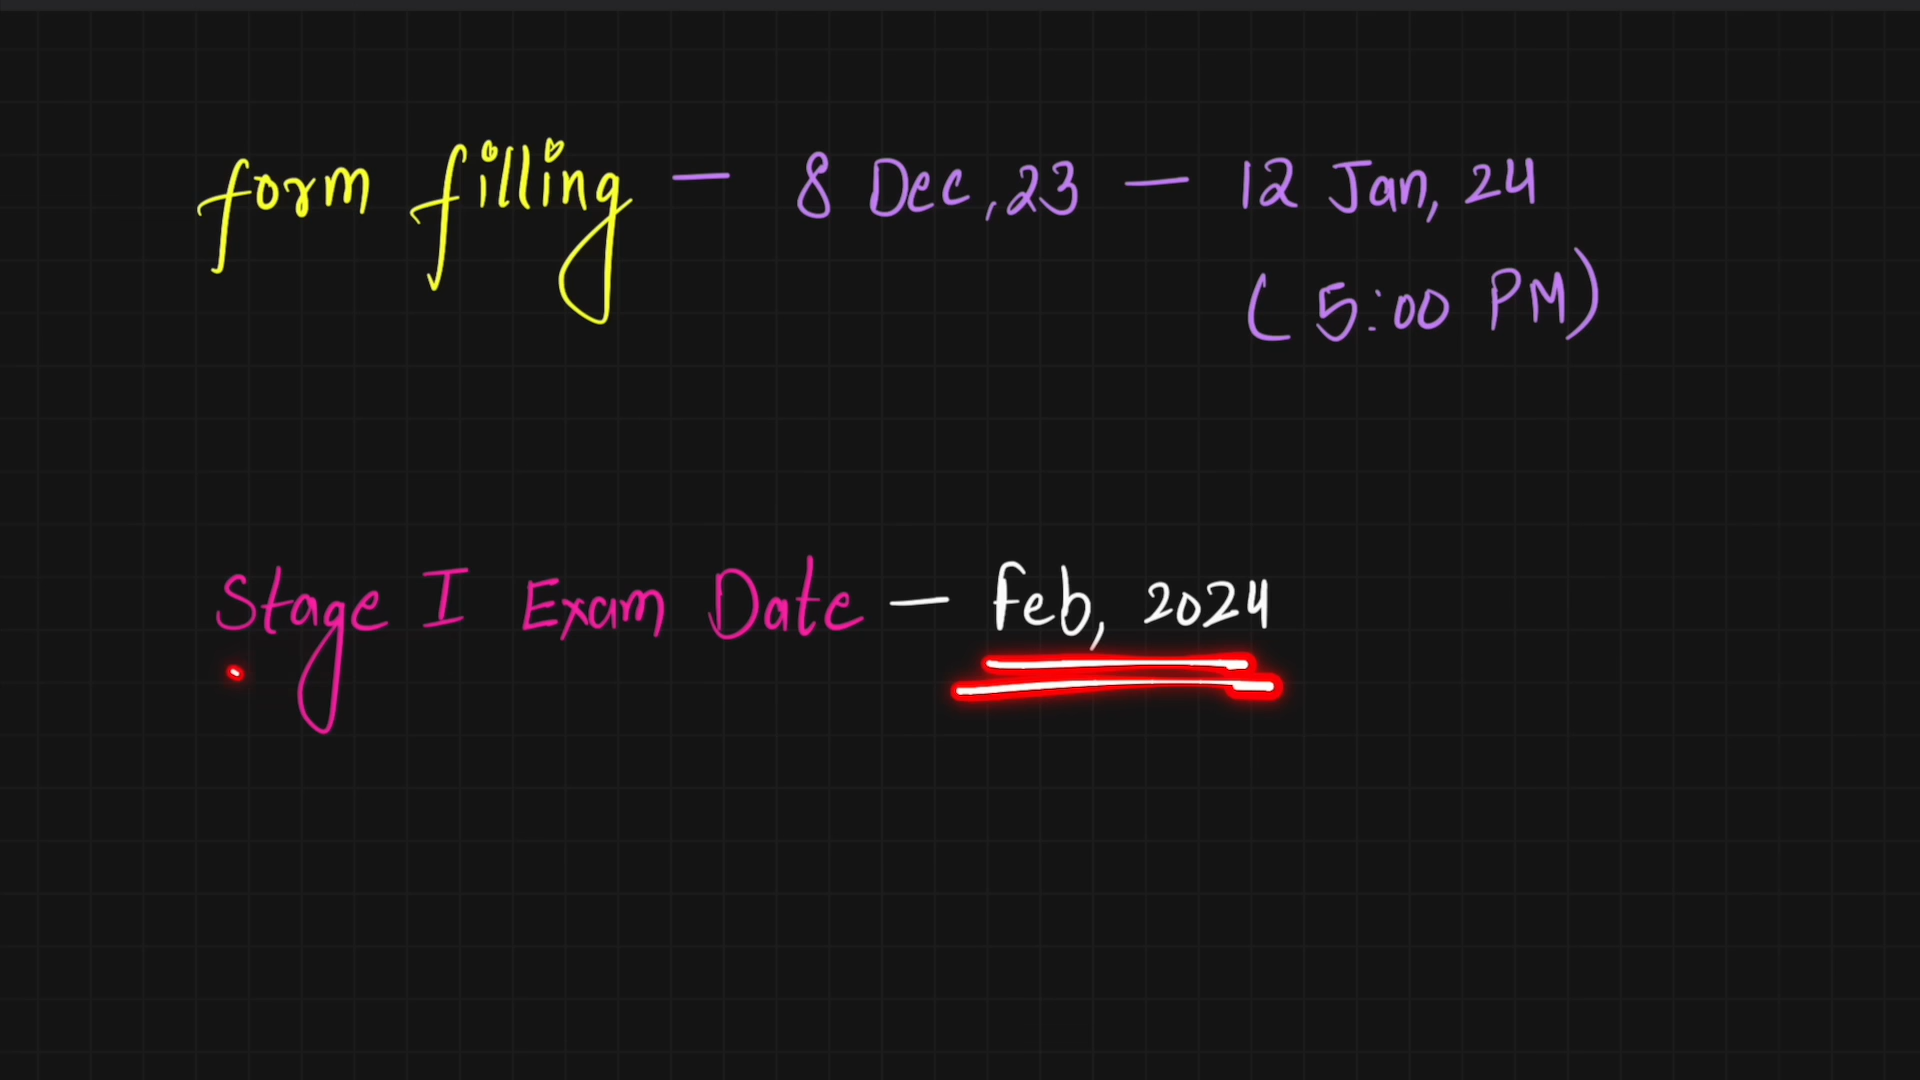 form filling — 8 Dec, 23 — 12 Jan, 24
(5:00 PM)
Stage I Exam Date — Feb, 2024